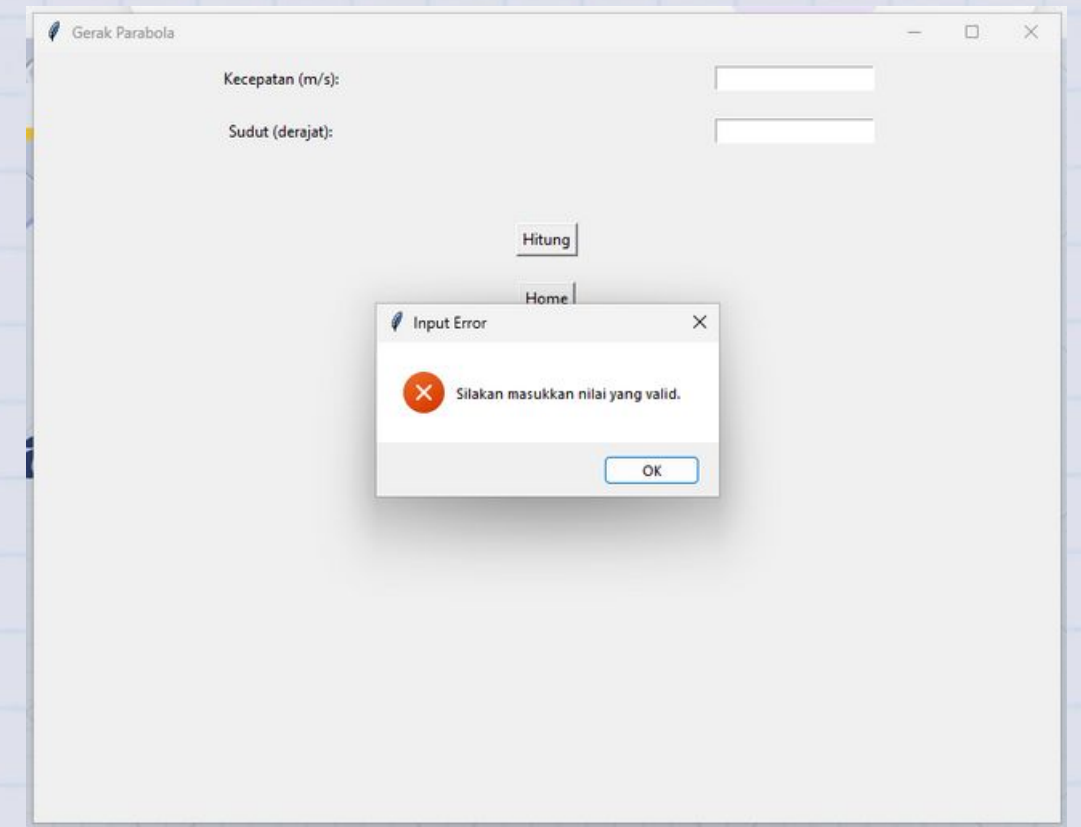 Gerak Parabola
Kecepatan (m/s):
Sudut (derajat):
Hitung
Home
Input Error
Silakan masukkan nilai yang valid.
OK